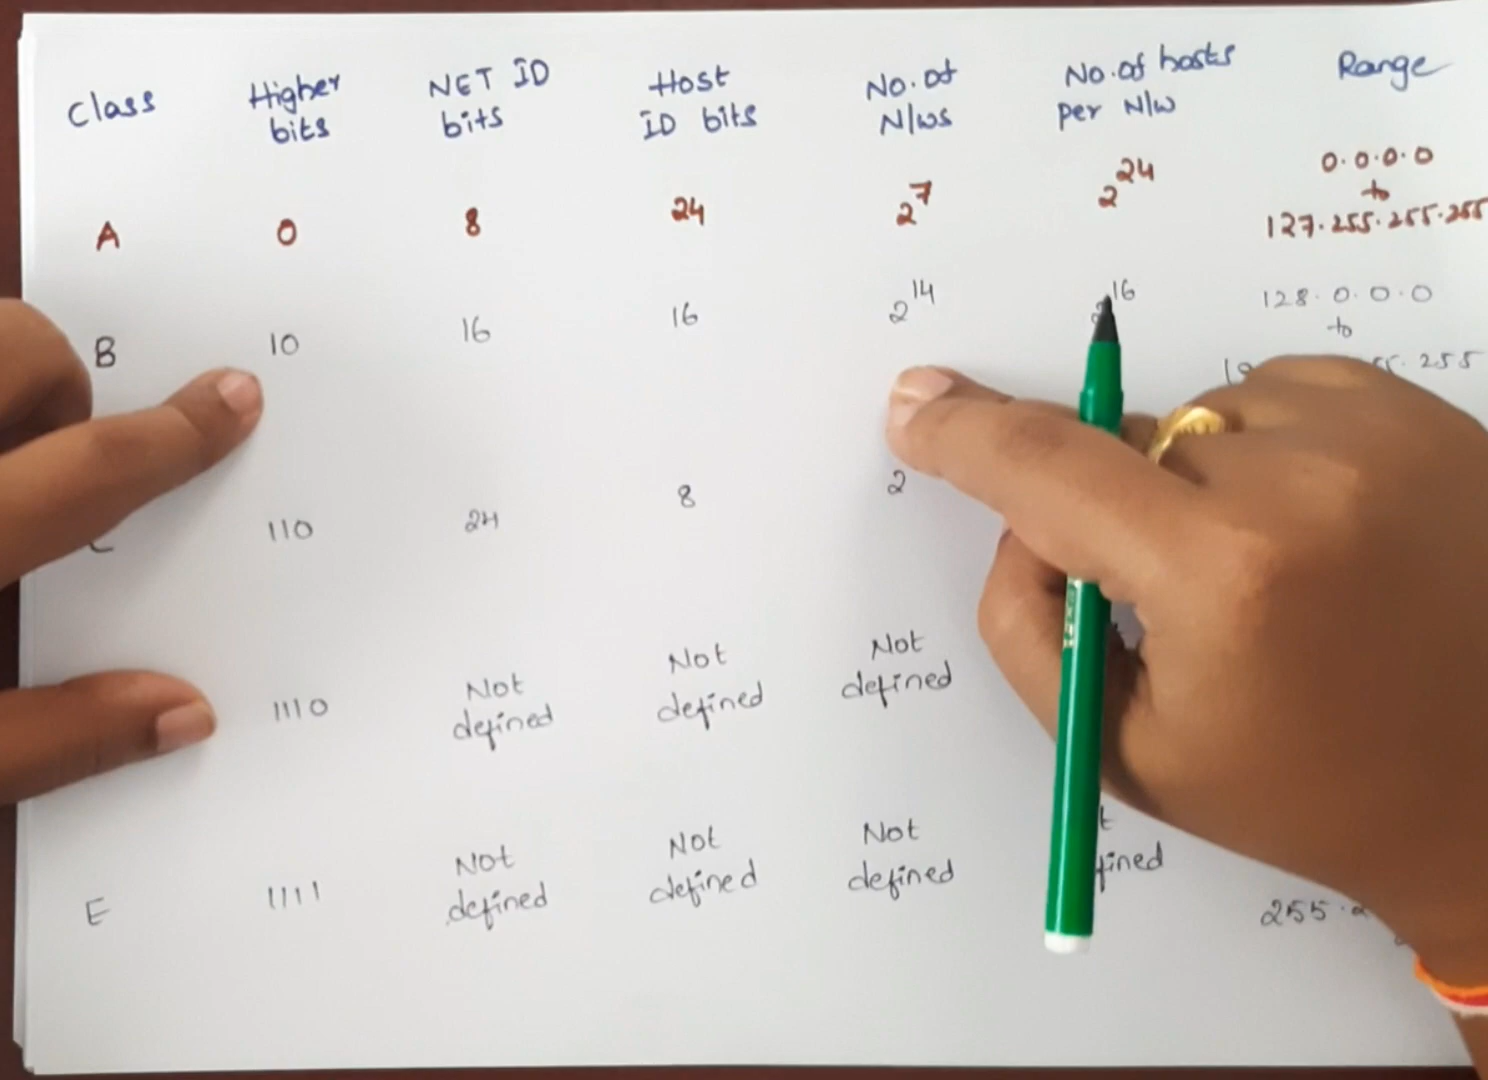 Class Higher bits NET ID bits Host ID bits No. of N/ws No. of hosts per N/w Range
A 0 8 24 2^7 2^24 0.0.0.0 to 127.255.255.255
B 10 16 16 2^14 2^16 128.0.0.0 to
255
110 24 8 2
1110 Not defined Not defined Not defined
E 1111 Not defined Not defined Not defined
255